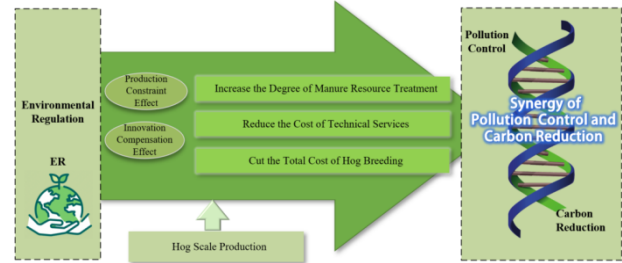 Environmental
Regulation
ER
Production
Constraint
Effect
Innovation
Compensation
Effect
Increase the Degree of Manure Resource Treatment
Reduce the Cost of Technical Services
Cut the Total Cost of Hog Breeding
Hog Scale Production
Pollution
Control
Synergy of
Pollution Control and
Carbon Reduction
Carbon
Reduction